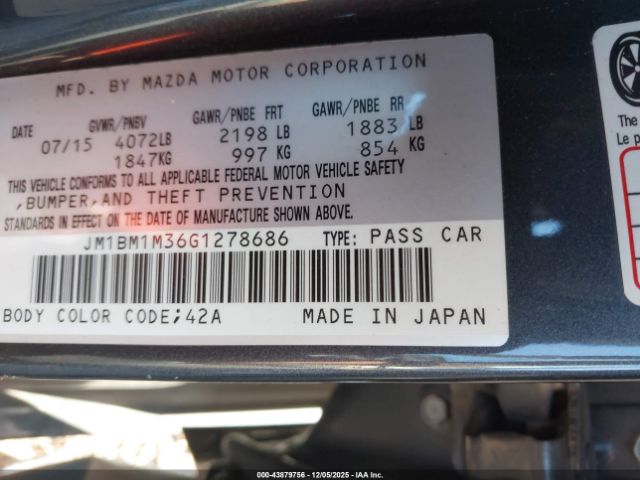 MFD. BY MAZDA MOTOR CORPORATION
DATE GVWR/PNBV GAWR/PNBE FRT GAWR/PNBE RR
07/15 4072LB 2198 LB 1883 LB
1847KG 997 KG 854 KG
THIS VEHICLE CONFORMS TO ALL APPLICABLE FEDERAL MOTOR VEHICLE SAFETY
,BUMPER,AND THEFT PREVENTION
STANDARDS IN EFFECT ON THE DATE OF MANUFACTURE SHOWN ABOVE.
JM1BM1M36G1278686 TYPE: PASS CAR
BODY COLOR CODE;42A MADE IN JAPAN
The
Le p
000-43879756 - 12/05/2025 - IAA Inc.